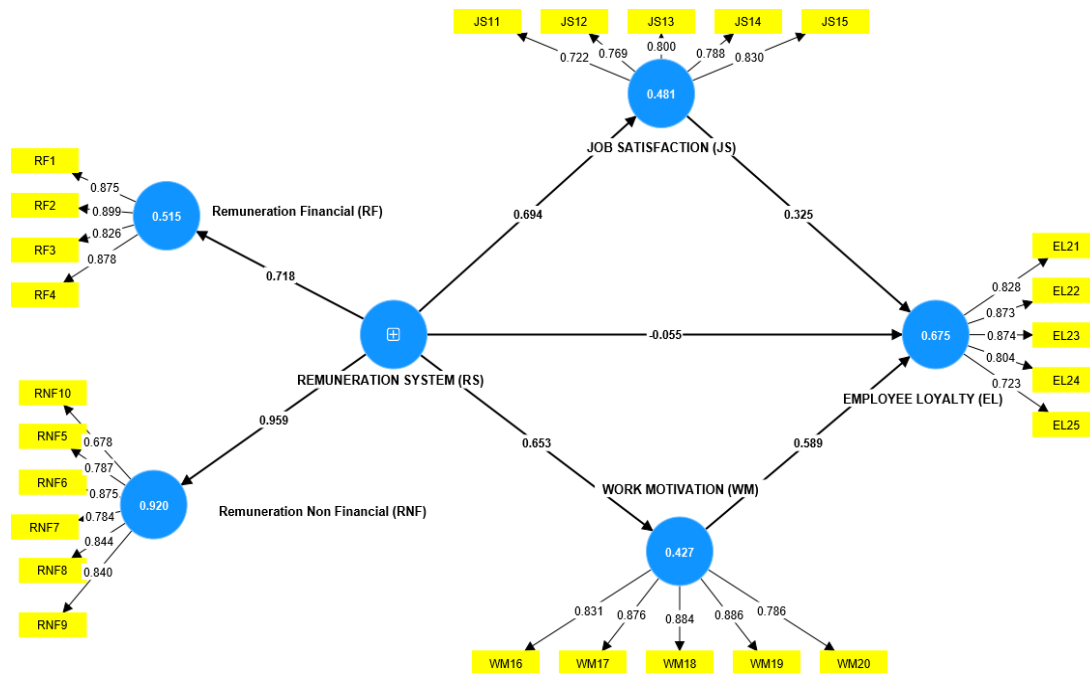 JS11
JS12
JS13
JS14
JS15
0.722
0.769
0.800
0.788
0.830
0.481
JOB SATISFACTION (JS)
RF1
RF2
RF3
RF4
0.875
0.899
0.826
0.878
0.515
Remuneration Financial (RF)
0.718
0.694
0.325
REMUNERATION SYSTEM (RS)
-0.055
0.959
0.653
0.589
EL21
EL22
EL23
EL24
EL25
0.828
0.873
0.874
0.804
0.723
0.675
EMPLOYEE LOYALTY (EL)
RNF10
RNF5
RNF6
RNF7
RNF8
RNF9
0.678
0.787
0.875
0.784
0.844
0.840
0.920
Remuneration Non Financial (RNF)
WORK MOTIVATION (WM)
0.427
0.831
0.876
0.884
0.886
0.786
WM16
WM17
WM18
WM19
WM20